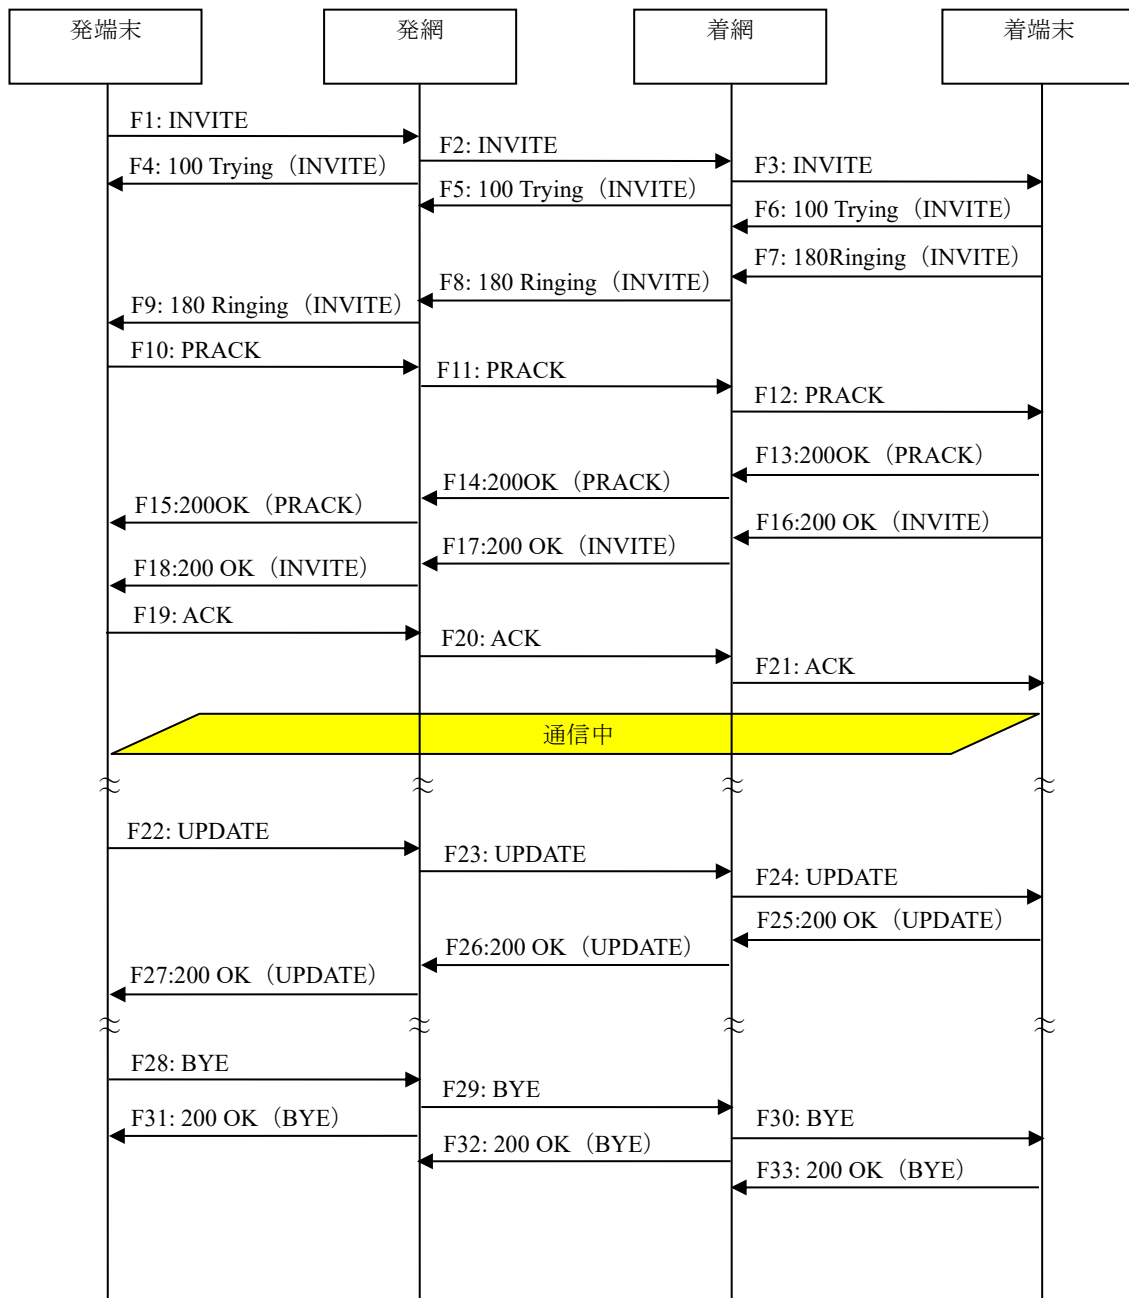 発端末
発網
着網
着端末
F1: INVITE
F2: INVITE
F3: INVITE
F4: 100 Trying（INVITE）
F5: 100 Trying（INVITE）
F6: 100 Trying（INVITE）
F7: 180Ringing（INVITE）
F8: 180 Ringing（INVITE）
F9: 180 Ringing（INVITE）
F10: PRACK
F11: PRACK
F12: PRACK
F13:200OK（PRACK）
F14:200OK（PRACK）
F15:200OK（PRACK）
F16:200 OK（INVITE）
F17:200 OK（INVITE）
F18:200 OK（INVITE）
F19: ACK
F20: ACK
F21: ACK
通信中
F22: UPDATE
F23: UPDATE
F24: UPDATE
F25:200 OK（UPDATE）
F26:200 OK（UPDATE）
F27:200 OK（UPDATE）
F28: BYE
F29: BYE
F30: BYE
F31: 200 OK（BYE）
F32: 200 OK（BYE）
F33: 200 OK（BYE）